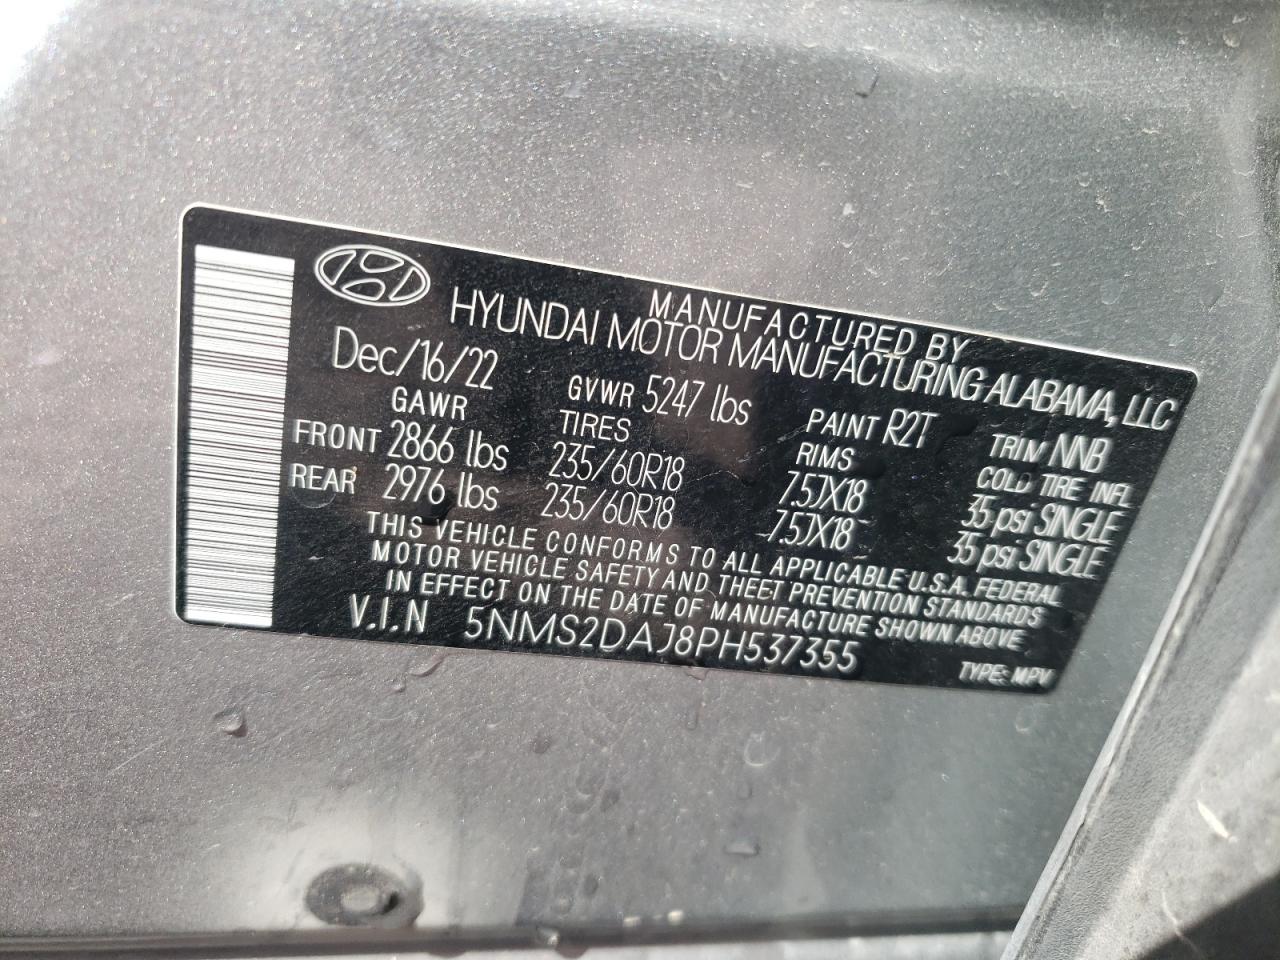 MANUFACTURED BY
HYUNDAI MOTOR MANUFACTURING ALABAMA, LLC
Dec/16/22 GVWR 5247 lbs PAINT R2T TRIM NNB
GAWR TIRES RIMS COLD TIRE INFL
FRONT 2866 lbs 235/60R18 7.5JX18 35 psi SINGLE
REAR 2976 lbs 235/60R18 7.5JX18 35 psi SINGLE
THIS VEHICLE CONFORMS TO ALL APPLICABLE U.S.A. FEDERAL
MOTOR VEHICLE SAFETY AND THEFT PREVENTION STANDARDS
IN EFFECT ON THE DATE OF MANUFACTURE SHOWN ABOVE
V.I.N 5NMS2DAJ8PH537355 TYPE: MPV